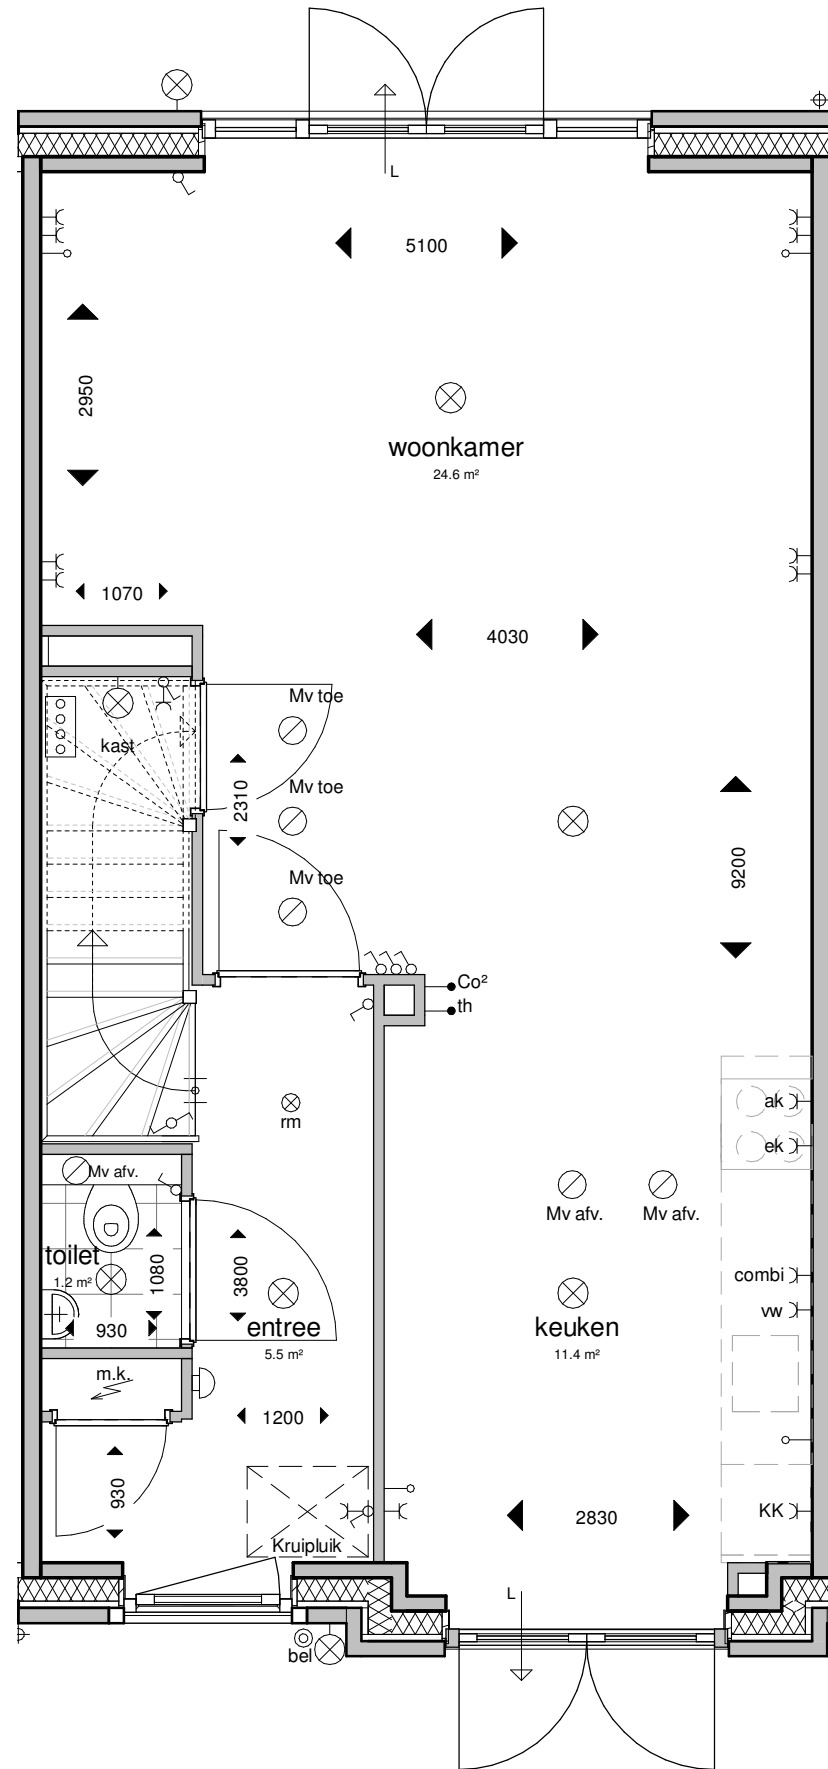 L
5100
2950
woonkamer
24.6 m²
1070
4030
Mv toe
kast
2310
Mv toe
9200
Mv toe
Co²
th
ak
rm
ek
Mv afv.
Mv afv.
Mv afv.
toilet
1.2 m²
1080
3800
combi
vw
930
entree
5.5 m²
keuken
11.4 m²
m.k.
1200
930
KK
2830
Kruipluik
L
bel